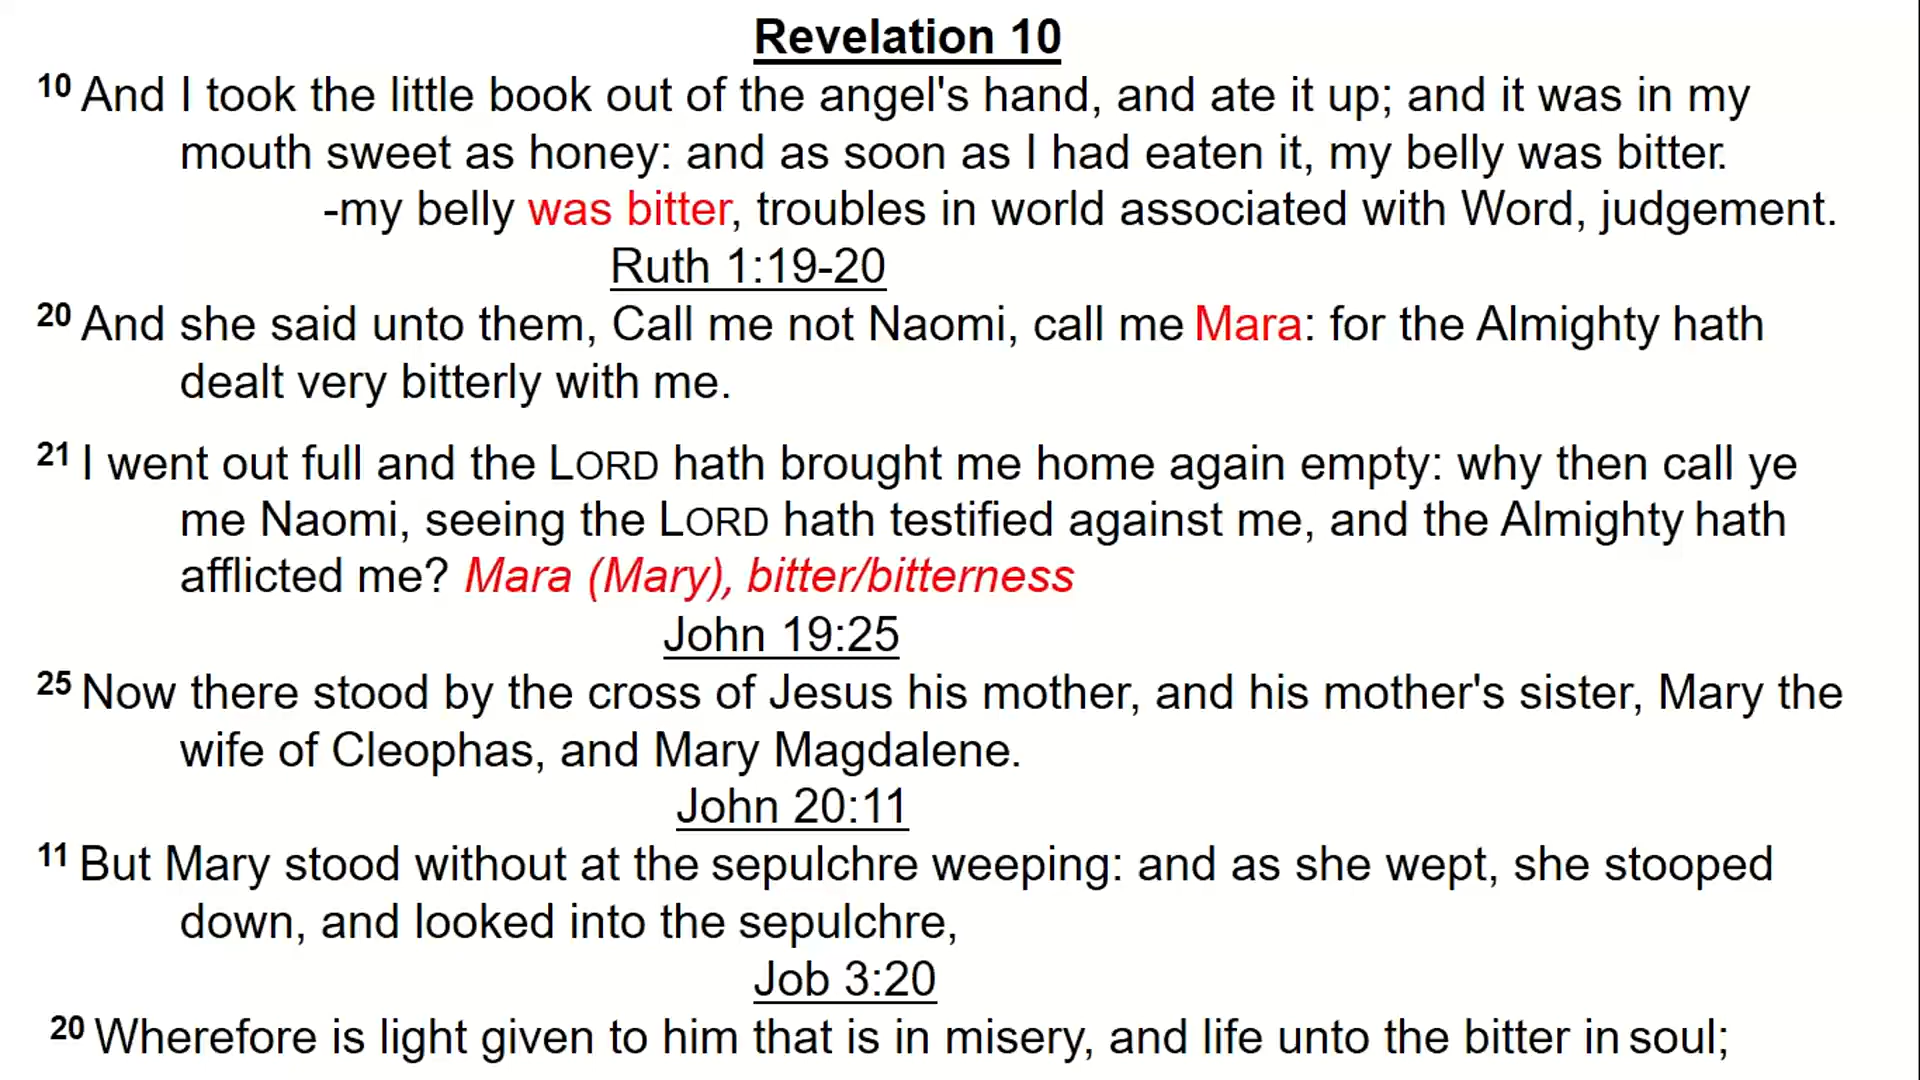 Revelation 10
10 And I took the little book out of the angel's hand, and ate it up; and it was in my
mouth sweet as honey: and as soon as I had eaten it, my belly was bitter.
-my belly was bitter, troubles in world associated with Word, judgement.
Ruth 1:19-20
20 And she said unto them, Call me not Naomi, call me Mara: for the Almighty hath
dealt very bitterly with me.
21 I went out full and the LORD hath brought me home again empty: why then call ye
me Naomi, seeing the LORD hath testified against me, and the Almighty hath
afflicted me? Mara (Mary), bitter/bitterness
John 19:25
25 Now there stood by the cross of Jesus his mother, and his mother's sister, Mary the
wife of Cleophas, and Mary Magdalene.
John 20:11
11 But Mary stood without at the sepulchre weeping: and as she wept, she stooped
down, and looked into the sepulchre,
Job 3:20
20 Wherefore is light given to him that is in misery, and life unto the bitter in soul;